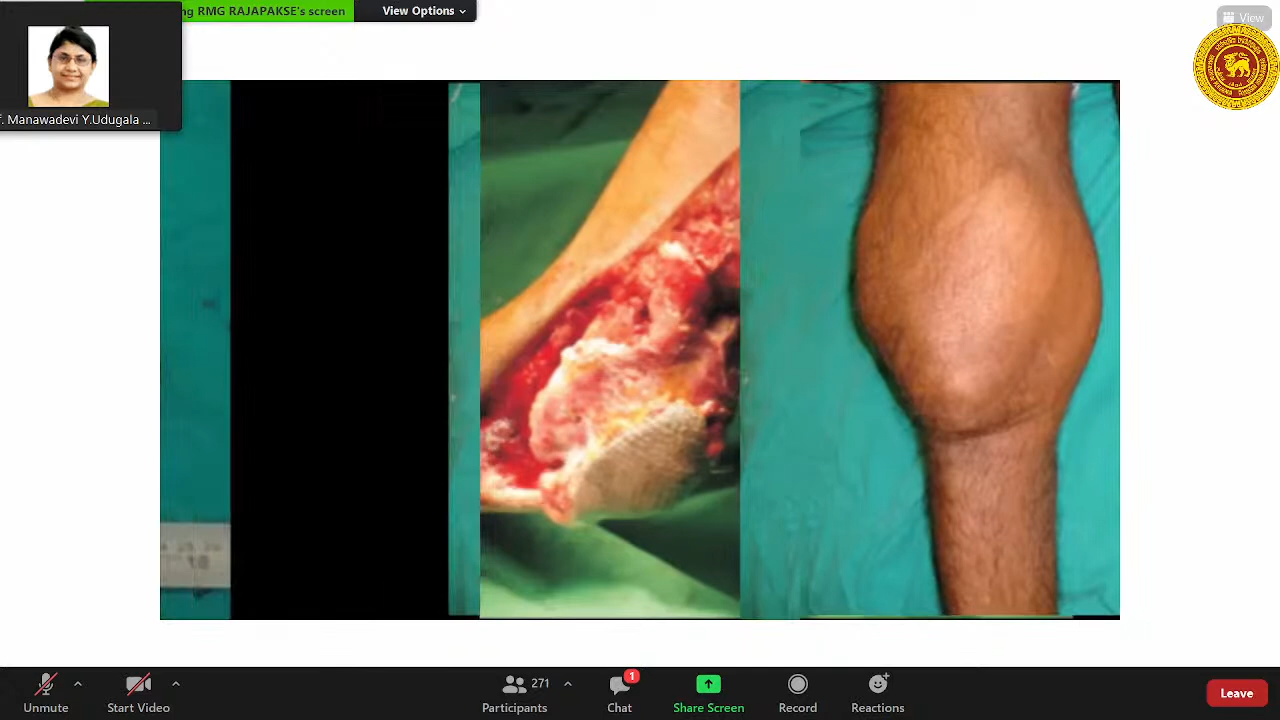 ng RMG RAJAPAKSE's screen
View Options
View
f. Manawadevi Y.Udugala ...
Unmute
Start Video
Participants
271
Chat
1
Share Screen
Record
Reactions
Leave